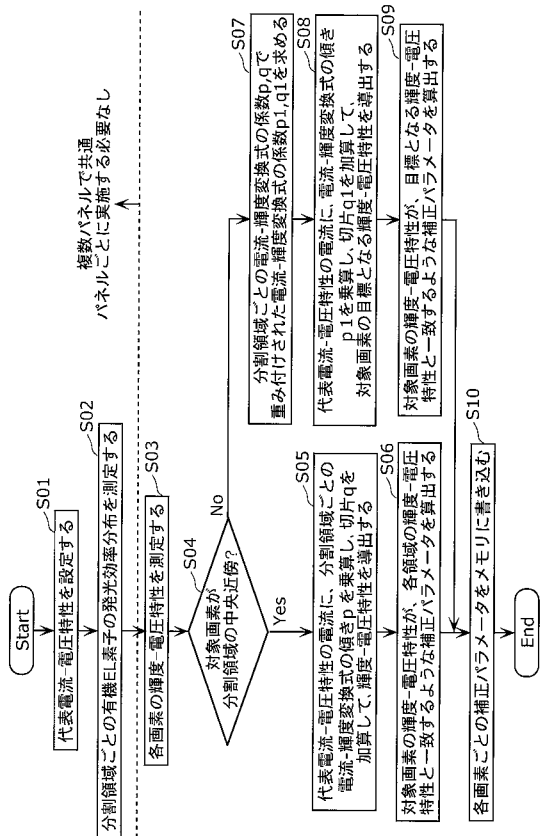 Start
S01
代表電流-電圧特性を設定する
S02
分割領域ごとの有機EL素子の発光効率分布を測定する
複数パネルで共通
パネルごとに実施する必要なし
S03
各画素の輝度-電圧特性を測定する
S04
対象画素が
分割領域の中央近傍?
Yes
No
S05
代表電流-電圧特性の電流に、分割領域ごとの
電流-輝度変換式の傾きpを乗算し、切片qを
加算して、輝度-電圧特性を導出する
S06
対象画素の輝度-電圧特性が、各領域の輝度-電圧
特性と一致するような補正パラメータを算出する
S07
分割領域ごとの電流-輝度変換式の係数p,qで
重み付けされた電流-輝度変換式の係数p1,q1を求める
S08
代表電流-電圧特性の電流に、電流-輝度変換式の傾き
p1を乗算し、切片q1を加算して、
対象画素の目標となる輝度-電圧特性を導出する
S09
対象画素の輝度-電圧特性が、目標となる輝度-電圧
特性と一致するような補正パラメータを算出する
S10
各画素ごとの補正パラメータをメモリに書き込む
End